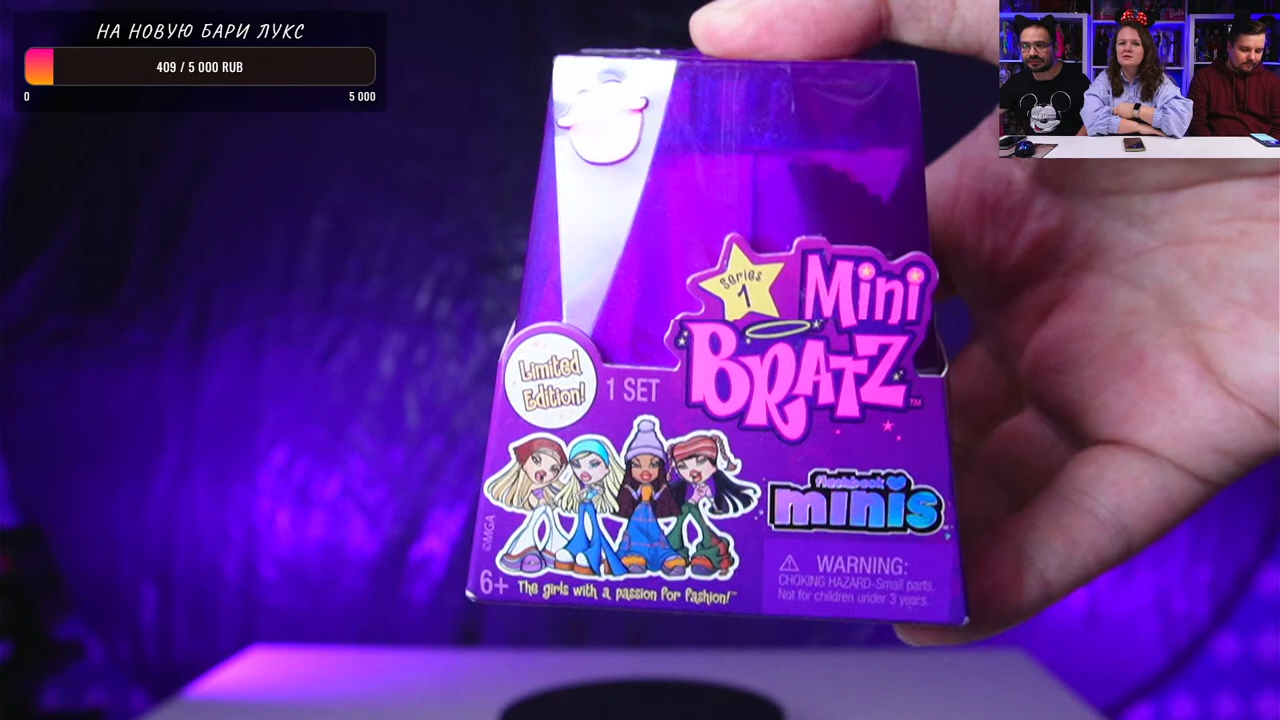 НА НОВУЮ БАРИ ЛУКС
409 / 5 000 RUB
0
5 000
Series
1
Mini
BRATZ™
Limited
Edition!
1 SET
flashback
minis
©MGA
WARNING:
CHOKING HAZARD-Small parts.
Not for children under 3 years.
6+
The girls with a passion for fashion!™